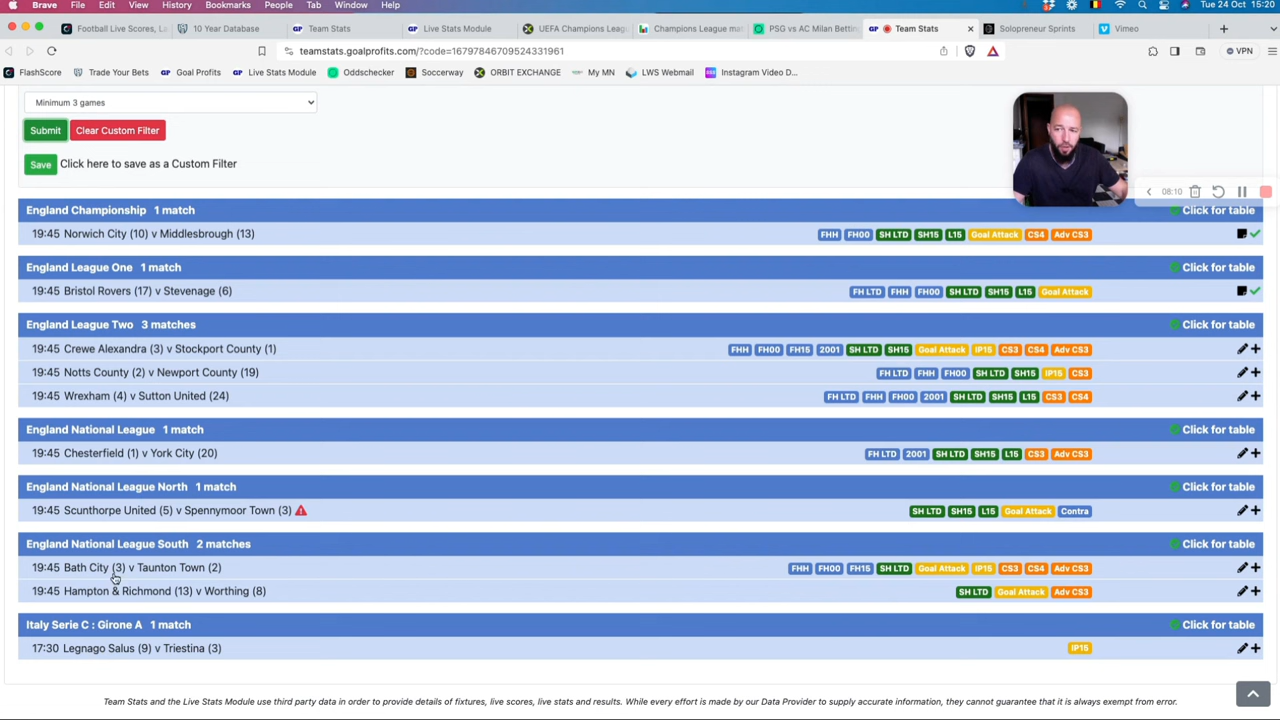 Brave File Edit View History Bookmarks People Tab Window Help Tue 24 Oct 15:20
Football Live Scores, L 10 Year Database Team Stats Live Stats Module UEFA Champions Leag Champions League ma PSG vs AC Milan Bettin Team Stats Solopreneur Sprints Vimeo
teamstats.goalprofits.com/?code=16797846709524331961 VPN
FlashScore Trade Your Bets Goal Profits Live Stats Module Oddschecker Soccerway ORBIT EXCHANGE My MN LWS Webmail Instagram Video D...
Minimum 3 games
Submit Clear Custom Filter
Save Click here to save as a Custom Filter
08:10
England Championship 1 match Click for table
19:45 Norwich City (10) v Middlesbrough (13) FHH FH00 SH LTD SH15 L15 Goal Attack CS4 Adv CS3
England League One 1 match Click for table
19:45 Bristol Rovers (17) v Stevenage (6) FH LTD FHH FH00 SH LTD SH15 L15 Goal Attack
England League Two 3 matches Click for table
19:45 Crewe Alexandra (3) v Stockport County (1) FHH FH00 FH15 2001 SH LTD SH15 Goal Attack IP15 CS3 CS4 Adv CS3
19:45 Notts County (2) v Newport County (19) FH LTD FHH FH00 SH LTD SH15 IP15 CS3
19:45 Wrexham (4) v Sutton United (24) FH LTD FHH FH00 2001 SH LTD SH15 L15 CS3 CS4
England National League 1 match Click for table
19:45 Chesterfield (1) v York City (20) FH LTD 2001 SH LTD SH15 L15 CS3 Adv CS3
England National League North 1 match Click for table
19:45 Scunthorpe United (5) v Spennymoor Town (3) SH LTD SH15 L15 Goal Attack Contra
England National League South 2 matches Click for table
19:45 Bath City (3) v Taunton Town (2) FHH FH00 FH15 SH LTD Goal Attack IP15 CS3 CS4 Adv CS3
19:45 Hampton & Richmond (13) v Worthing (8) SH LTD Goal Attack Adv CS3
Italy Serie C : Girone A 1 match Click for table
17:30 Legnago Salus (9) v Triestina (3) IP15
Team Stats and the Live Stats Module use third party data in order to provide details of fixtures, live scores, live stats and results. While every effort is made by our Data Provider to supply accurate information, they cannot guarantee that it is always exempt from error.